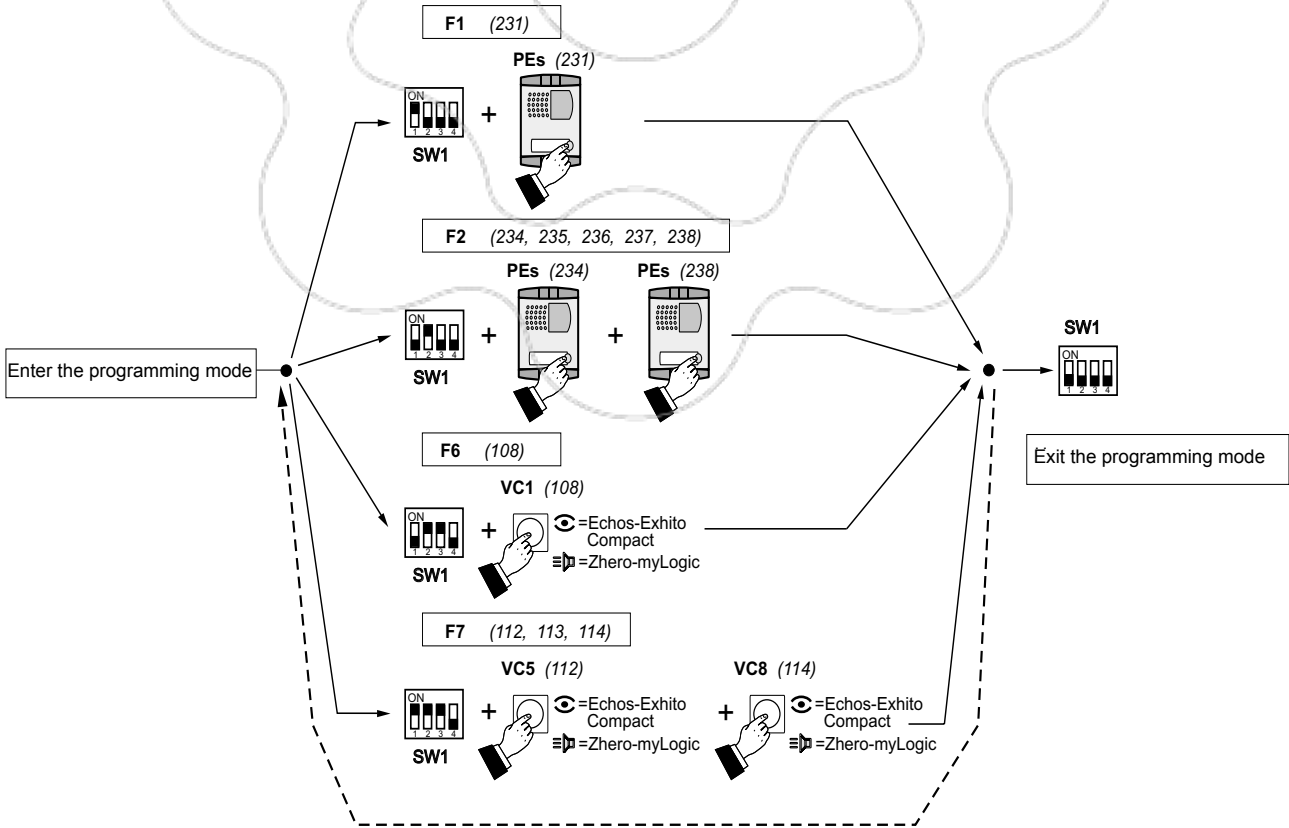 F1 (231)
PEs (231)
ON
1 2 3 4
+
SW1
F2 (234, 235, 236, 237, 238)
PEs (234) PEs (238)
ON
1 2 3 4
+ +
SW1
Enter the programming mode
SW1
ON
1 2 3 4
Exit the programming mode
F6 (108)
VC1 (108)
ON
1 2 3 4
+
=Echos-Exhito
Compact
=Zhero-myLogic
SW1
F7 (112, 113, 114)
VC5 (112) VC8 (114)
ON
1 2 3 4
+
=Echos-Exhito
Compact
=Zhero-myLogic
+
=Echos-Exhito
Compact
=Zhero-myLogic
SW1